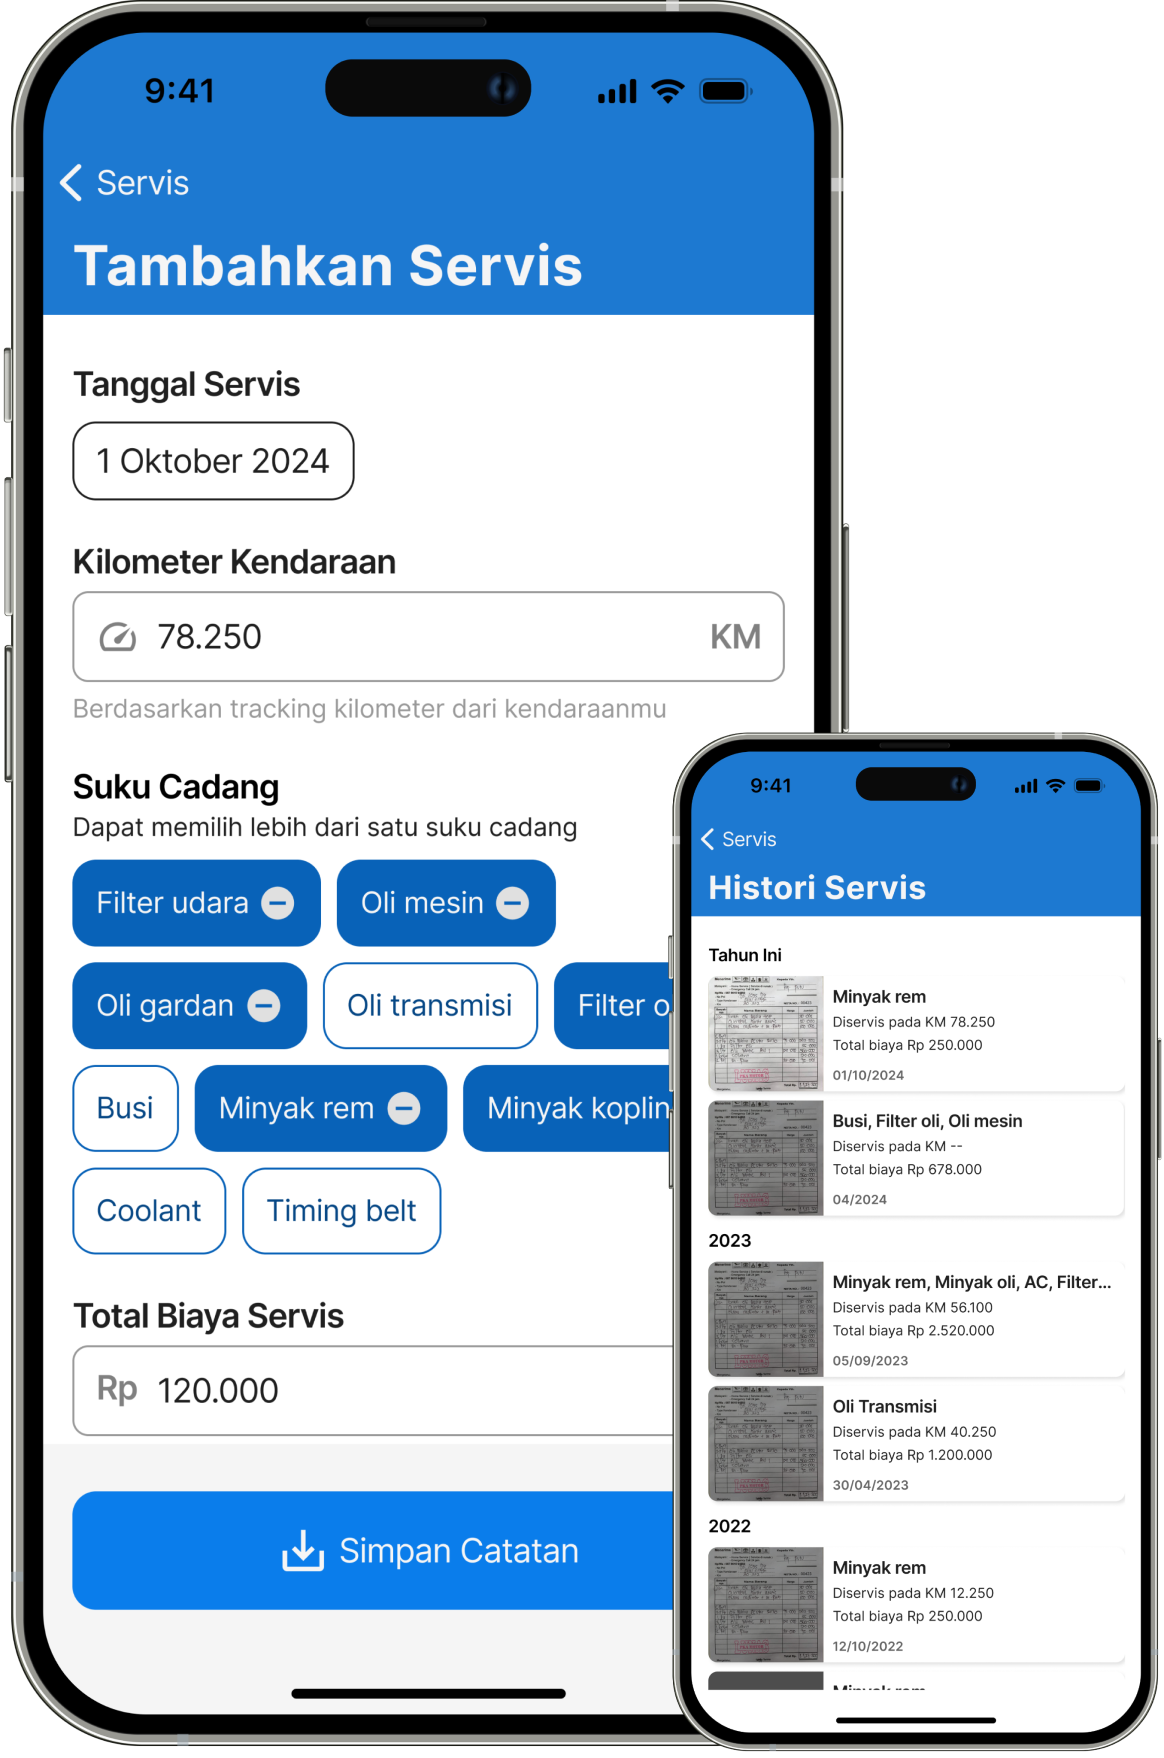 9:41
Servis
Tambahkan Servis
Tanggal Servis
1 Oktober 2024
Kilometer Kendaraan
78.250 KM
Berdasarkan tracking kilometer dari kendaraanmu
Suku Cadang
Dapat memilih lebih dari satu suku cadang
Filter udara Oli mesin
Oli gardan Oli transmisi Filter o
Busi Minyak rem Minyak koplin
Coolant Timing belt
Total Biaya Servis
Rp 120.000
Simpan Catatan
9:41
Servis
Histori Servis
Tahun Ini
Minyak rem
Diservis pada KM 78.250
Total biaya Rp 250.000
01/10/2024
Busi, Filter oli, Oli mesin
Diservis pada KM --
Total biaya Rp 678.000
04/2024
2023
Minyak rem, Minyak oli, AC, Filter...
Diservis pada KM 56.100
Total biaya Rp 2.520.000
05/09/2023
Oli Transmisi
Diservis pada KM 40.250
Total biaya Rp 1.200.000
30/04/2023
2022
Minyak rem
Diservis pada KM 12.250
Total biaya Rp 250.000
12/10/2022
Minyak rem